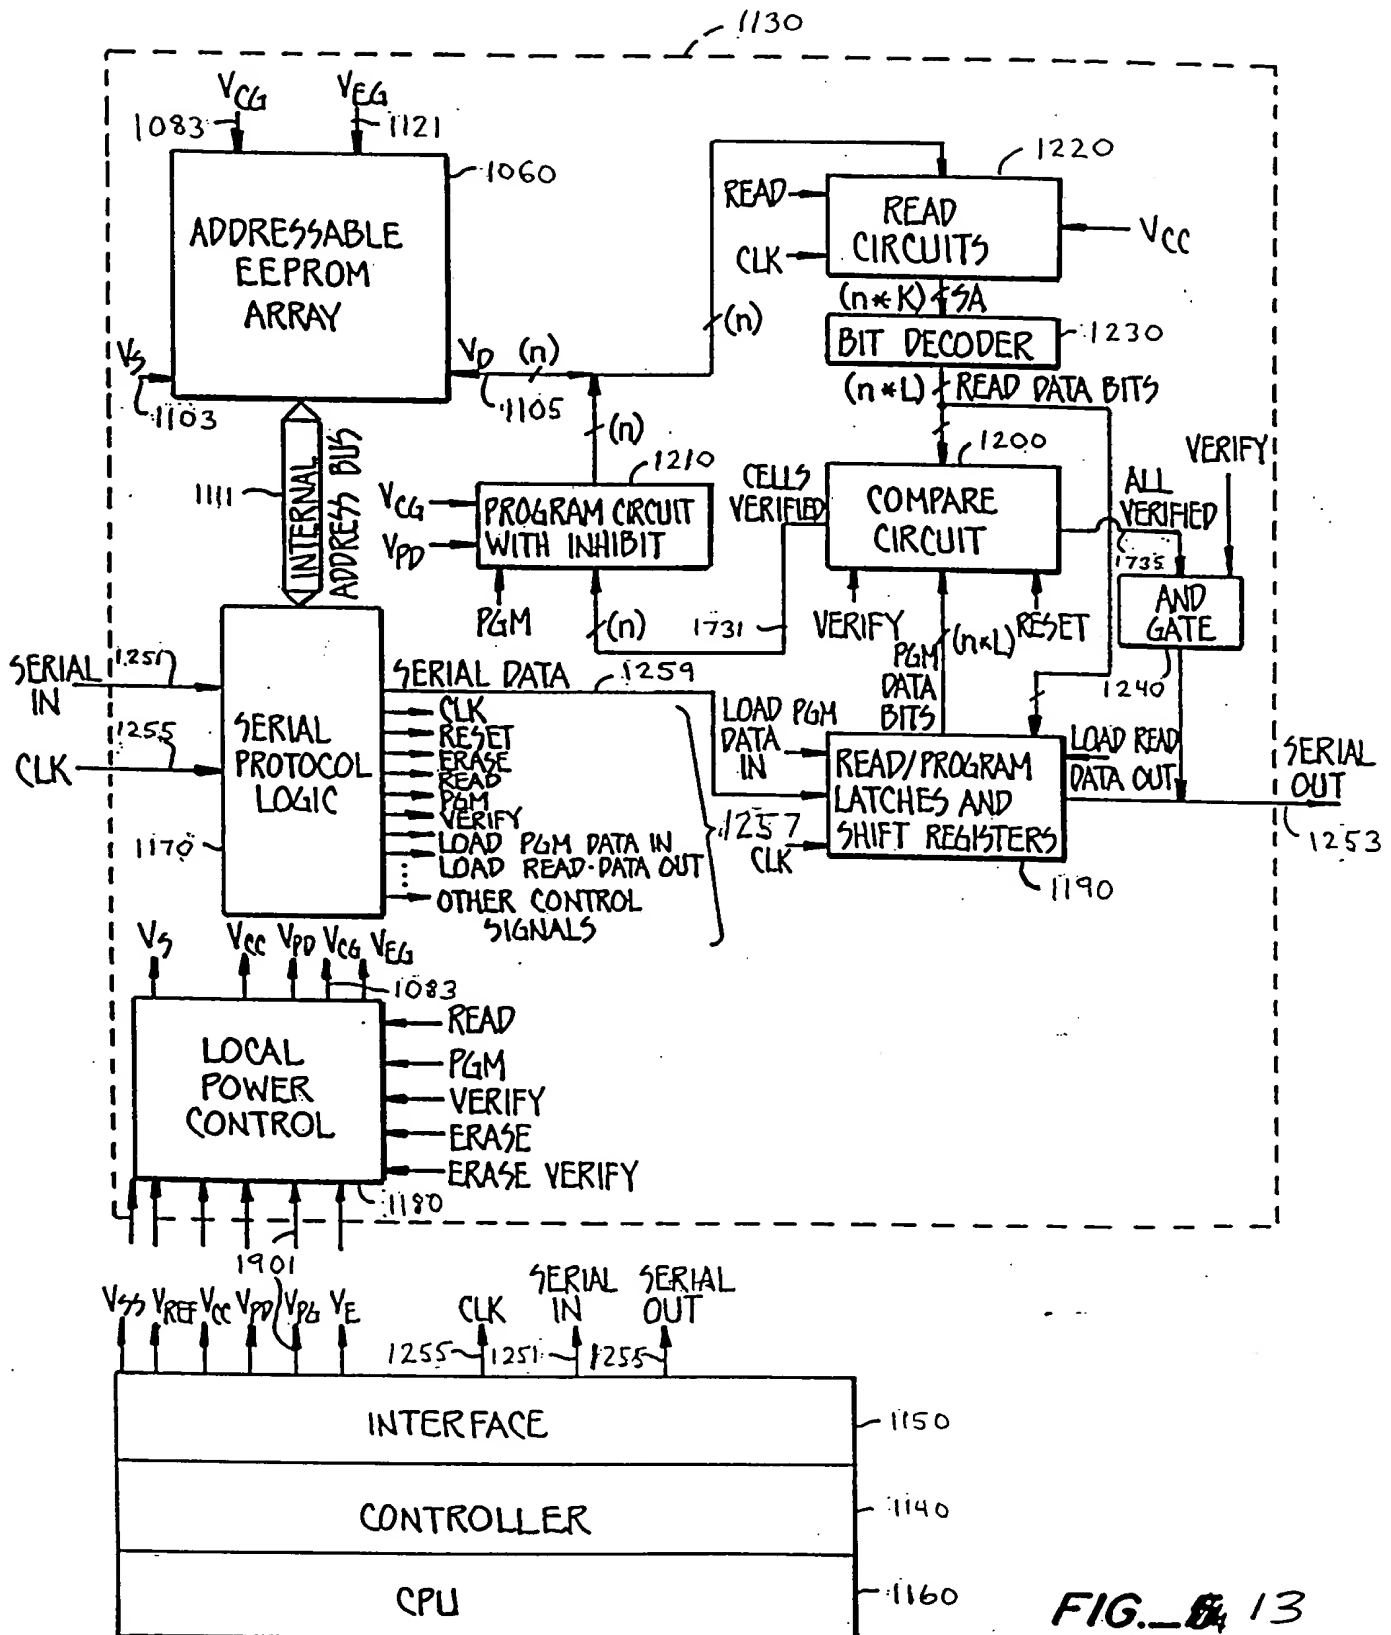 1130
VCG
VEG
1083
1121
1060
ADDRESSABLE
EEPROM
ARRAY
VS
1103
VD (n)
1105
(n)
(n)
READ
CLK
1220
READ
CIRCUITS
VCC
(n*K) SA
BIT DECODER
1230
(n*L) READ DATA BITS
1111
INTERNAL
ADDRESS BUS
VCG
VPD
1210
PROGRAM CIRCUIT
WITH INHIBIT
PGM
(n)
CELLS
VERIFIED
1731
1200
COMPARE
CIRCUIT
VERIFY
RESET
ALL
VERIFIED
1735
VERIFY
AND
GATE
1240
PGM
DATA
BITS
(n*L)
SERIAL
IN
1251
CLK
1255
SERIAL
PROTOCOL
LOGIC
1170
SERIAL DATA
1259
CLK
RESET
ERASE
READ
PGM
VERIFY
LOAD PGM DATA IN
LOAD READ-DATA OUT
OTHER CONTROL
SIGNALS
1257
LOAD PGM
DATA
IN
CLK
READ/PROGRAM
LATCHES AND
SHIFT REGISTERS
1190
LOAD READ
DATA OUT
SERIAL
OUT
1253
VS
VCC
VPD
VCG
VEG
1083
LOCAL
POWER
CONTROL
READ
PGM
VERIFY
ERASE
ERASE VERIFY
1180
1901
VSS
VREF
VCC
VPD
VPG
VE
CLK
SERIAL
IN
SERIAL
OUT
1255
1251
1255
INTERFACE
1150
CONTROLLER
1140
CPU
1160
FIG. 13